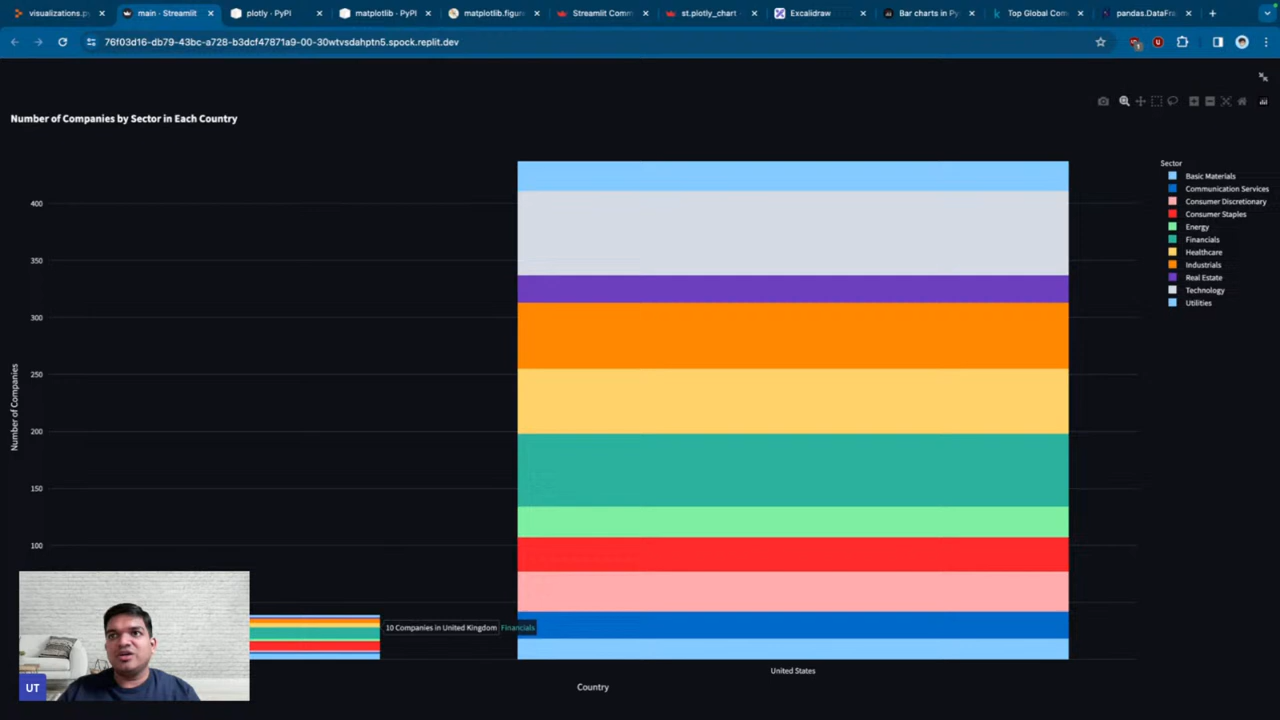 visualizations.py
main · Streamlit
plotly · PyPI
matplotlib · PyPI
matplotlib.figure
Streamlit Comm
st.plotly_chart -
Excalidraw
Bar charts in Py
Top Global Com
pandas.DataFra
76f03d16-db79-43bc-a728-b3dcf47871a9-00-30wtvsdahptn5.spock.replit.dev
Number of Companies by Sector in Each Country
Sector
Basic Materials
Communication Services
Consumer Discretionary
Consumer Staples
Energy
Financials
Healthcare
Industrials
Real Estate
Technology
Utilities
400
350
300
250
200
150
100
Number of Companies
10 Companies in United Kingdom Financials
United States
Country
UT